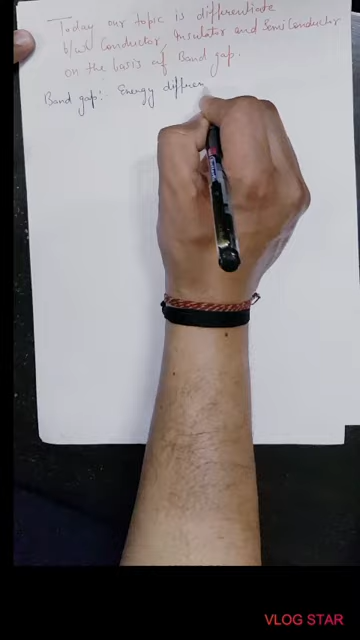 Today our topic is differentiate
b/w Conductor, Insulator and SemiConductor
on the basis of Band gap.
Band gap:- Energy differen
VLOG STAR